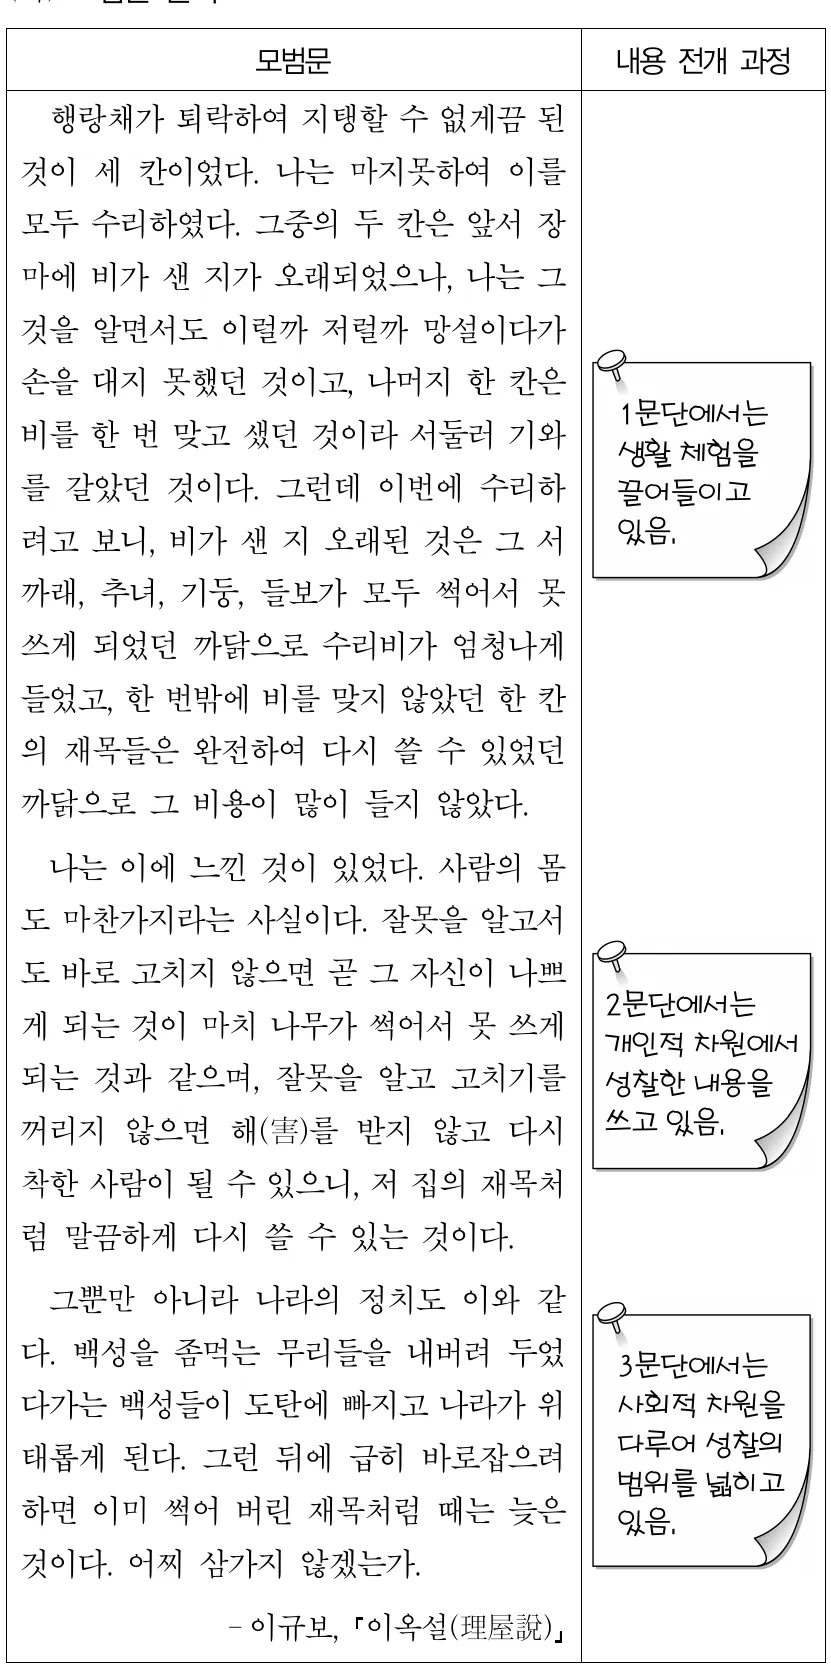 모범문
내용 전개 과정
행랑채가 퇴락하여 지탱할 수 없게끔 된
것이 세 칸이었다. 나는 마지못하여 이를
모두 수리하였다. 그중의 두 칸은 앞서 장
마에 비가 샌 지가 오래되었으나, 나는 그
것을 알면서도 이럴까 저럴까 망설이다가
손을 대지 못했던 것이고, 나머지 한 칸은
비를 한 번 맞고 샜던 것이라 서둘러 기와
를 갈았던 것이다. 그런데 이번에 수리하
려고 보니, 비가 샌 지 오래된 것은 그 서
까래, 추녀, 기둥, 들보가 모두 썩어서 못
쓰게 되었던 까닭으로 수리비가 엄청나게
들었고, 한 번밖에 비를 맞지 않았던 한 칸
의 재목들은 완전하여 다시 쓸 수 있었던
까닭으로 그 비용이 많이 들지 않았다.
1문단에서는
생활 체험을
끌어들이고
있음.
나는 이에 느낀 것이 있었다. 사람의 몸
도 마찬가지라는 사실이다. 잘못을 알고서
도 바로 고치지 않으면 곧 그 자신이 나쁘
게 되는 것이 마치 나무가 썩어서 못 쓰게
되는 것과 같으며, 잘못을 알고 고치기를
꺼리지 않으면 해(害)를 받지 않고 다시
착한 사람이 될 수 있으니, 저 집의 재목처
럼 말끔하게 다시 쓸 수 있는 것이다.
2문단에서는
개인적 차원에서
성찰한 내용을
쓰고 있음.
그뿐만 아니라 나라의 정치도 이와 같
다. 백성을 좀먹는 무리들을 내버려 두었
다가는 백성들이 도탄에 빠지고 나라가 위
태롭게 된다. 그런 뒤에 급히 바로잡으려
하면 이미 썩어 버린 재목처럼 때는 늦은
것이다. 어찌 삼가지 않겠는가.
- 이규보, 「이옥설(理屋說)」
3문단에서는
사회적 차원을
다루어 성찰의
범위를 넓히고
있음.